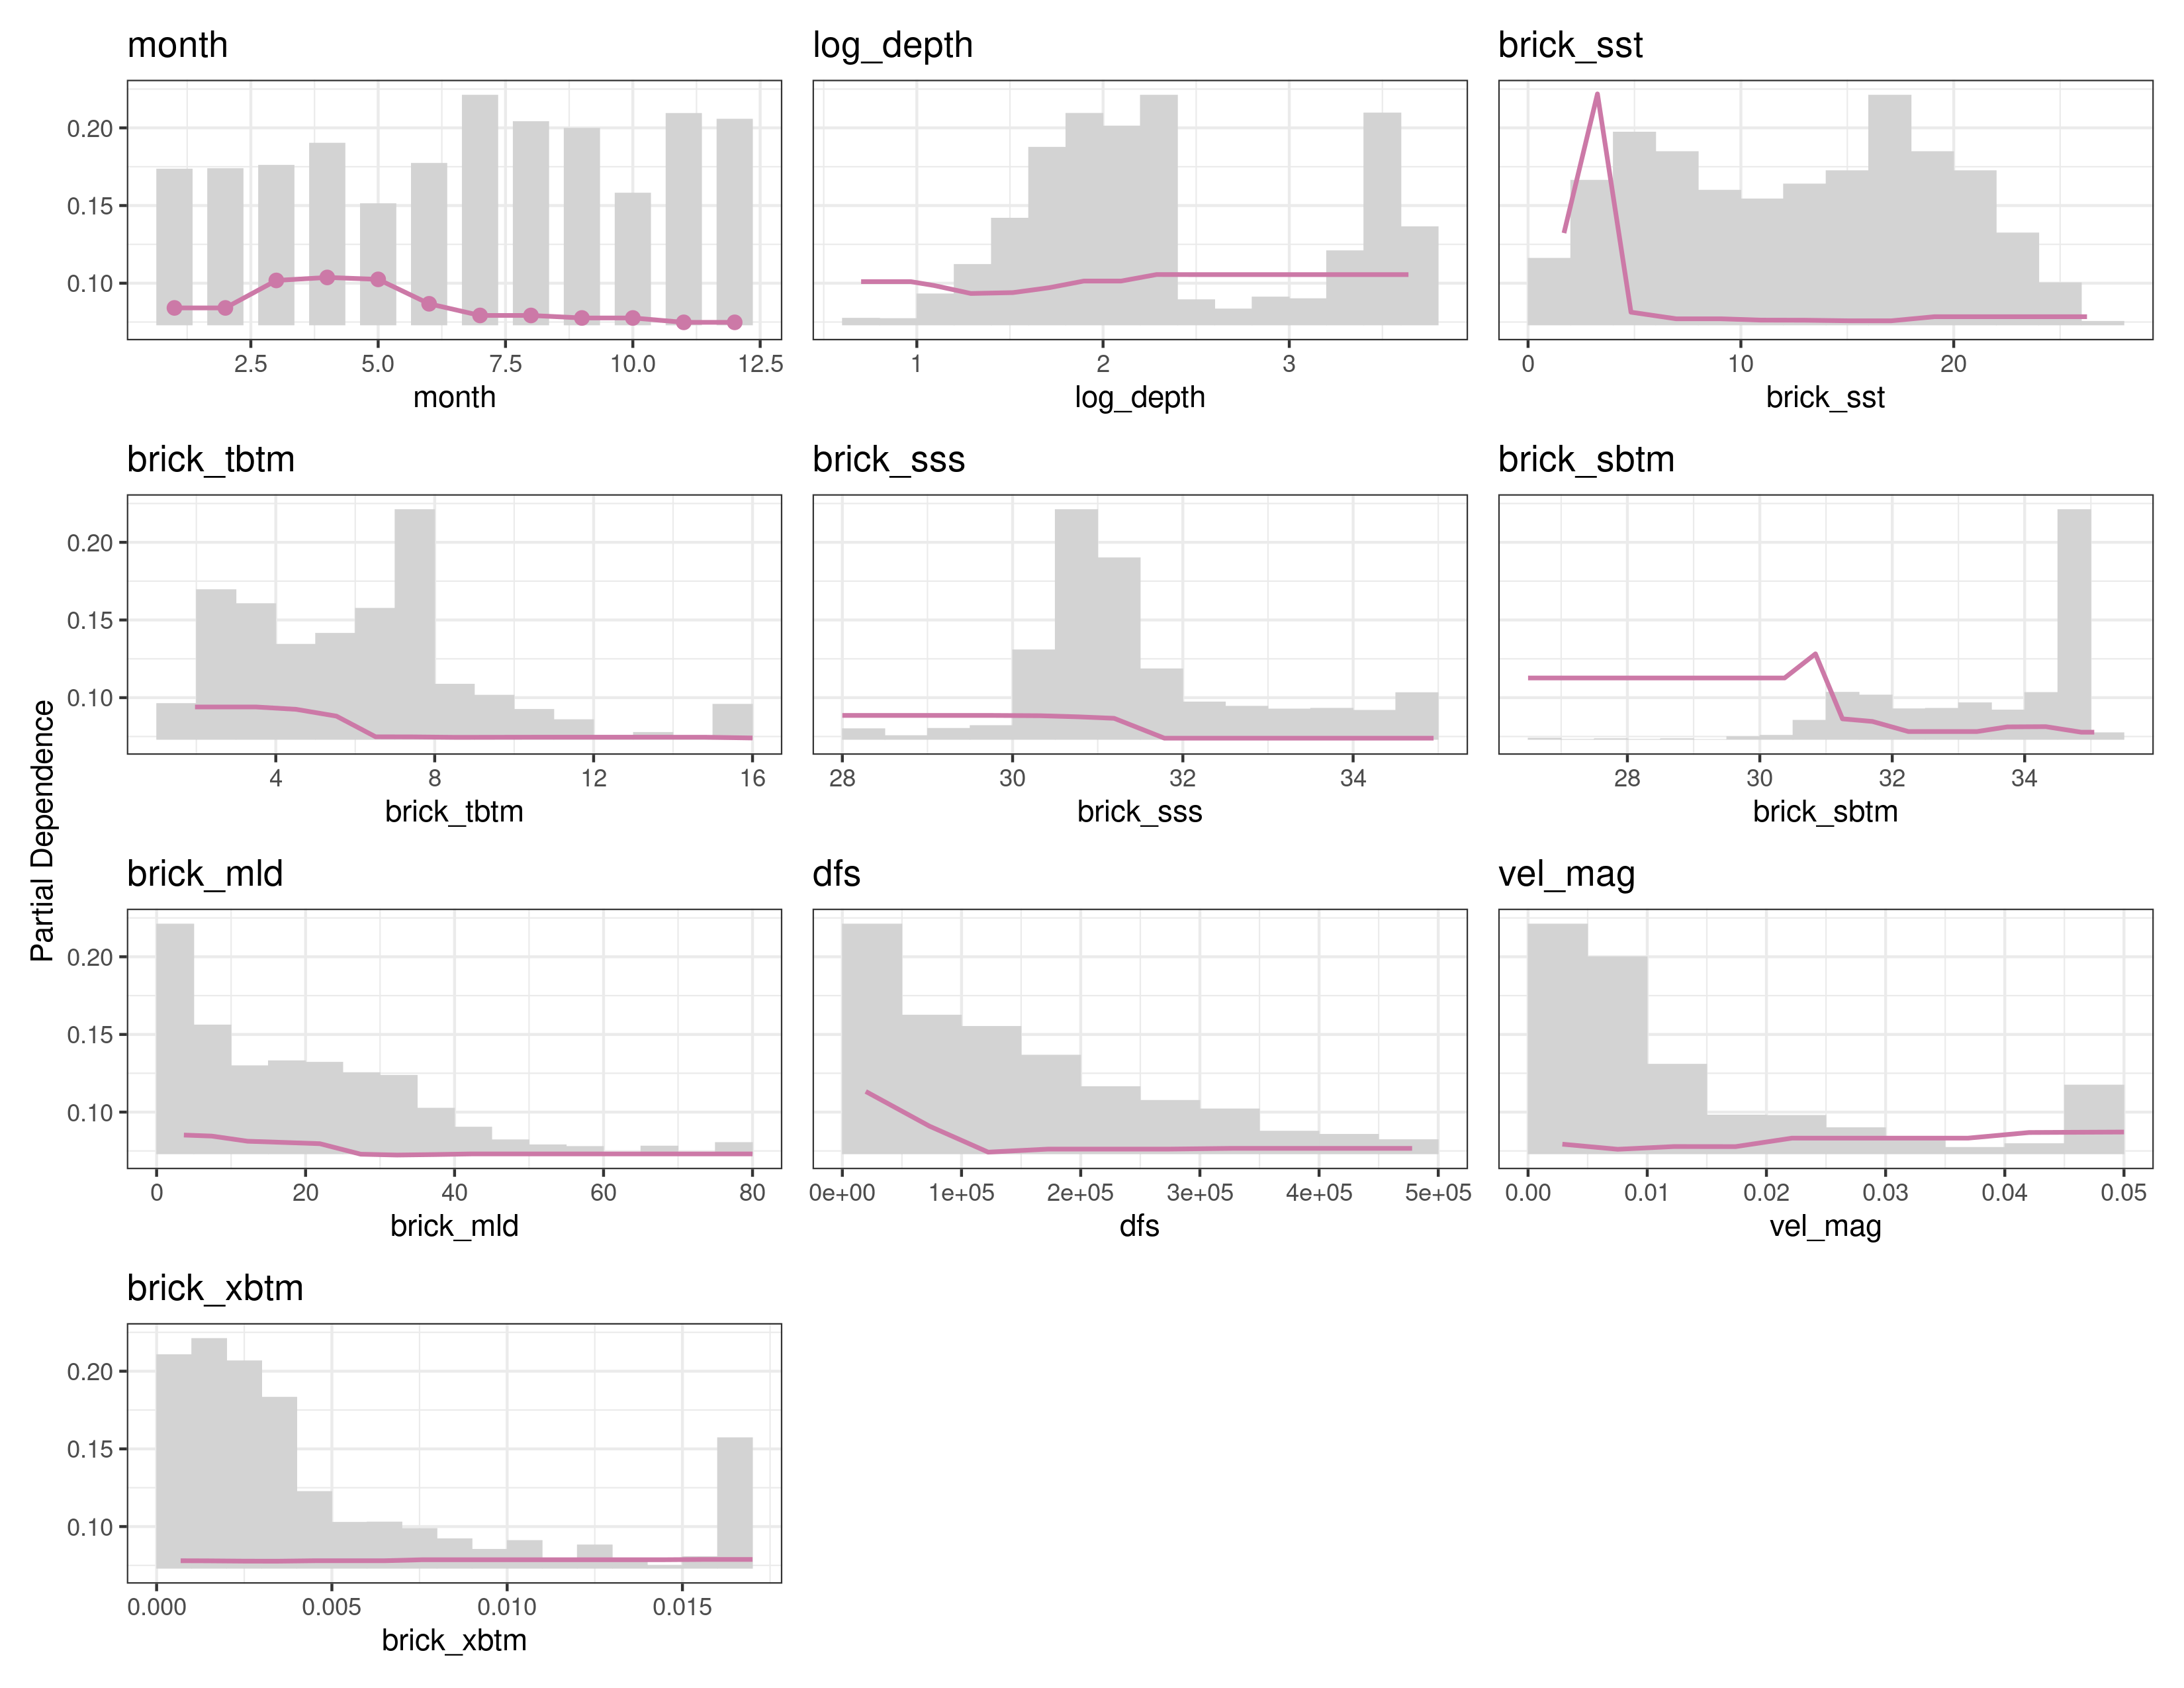 month
log_depth
brick_sst
0.20
0.15
0.10
2.5 5.0 7.5 10.0 12.5
1 2 3
0 10 20
month
log_depth
brick_sst
brick_tbtm
brick_sss
brick_sbtm
0.20
0.15
0.10
4 8 12 16
28 30 32 34
28 30 32 34
brick_tbtm
brick_sss
brick_sbtm
Partial Dependence
brick_mld
dfs
vel_mag
0.20
0.15
0.10
0 20 40 60 80
0e+00 1e+05 2e+05 3e+05 4e+05 5e+05
0.00 0.01 0.02 0.03 0.04 0.05
brick_mld
dfs
vel_mag
brick_xbtm
0.20
0.15
0.10
0.000 0.005 0.010 0.015
brick_xbtm